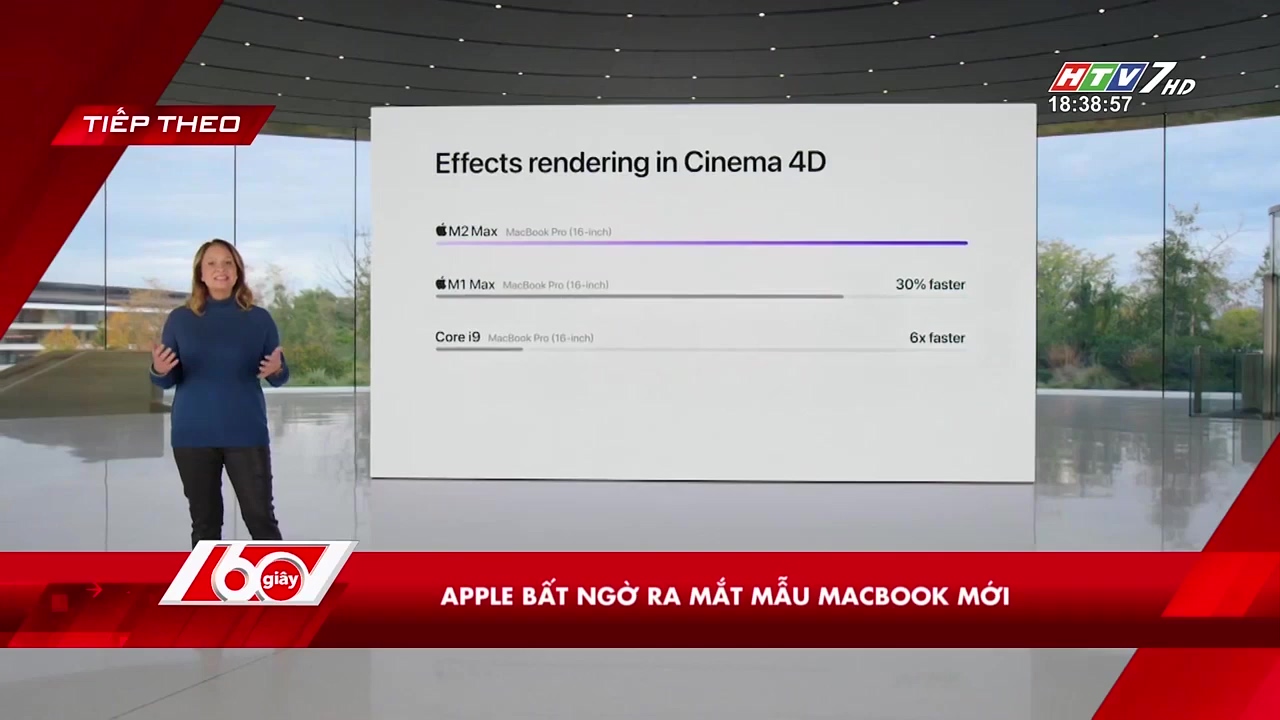 HTV7 HD
18:38:57
TIẾP THEO
Effects rendering in Cinema 4D
M2 Max MacBook Pro (16-inch)
M1 Max MacBook Pro (16-inch) 30% faster
Core i9 MacBook Pro (16-inch) 6x faster
60 giây
APPLE BẤT NGỜ RA MẮT MẪU MACBOOK MỚI